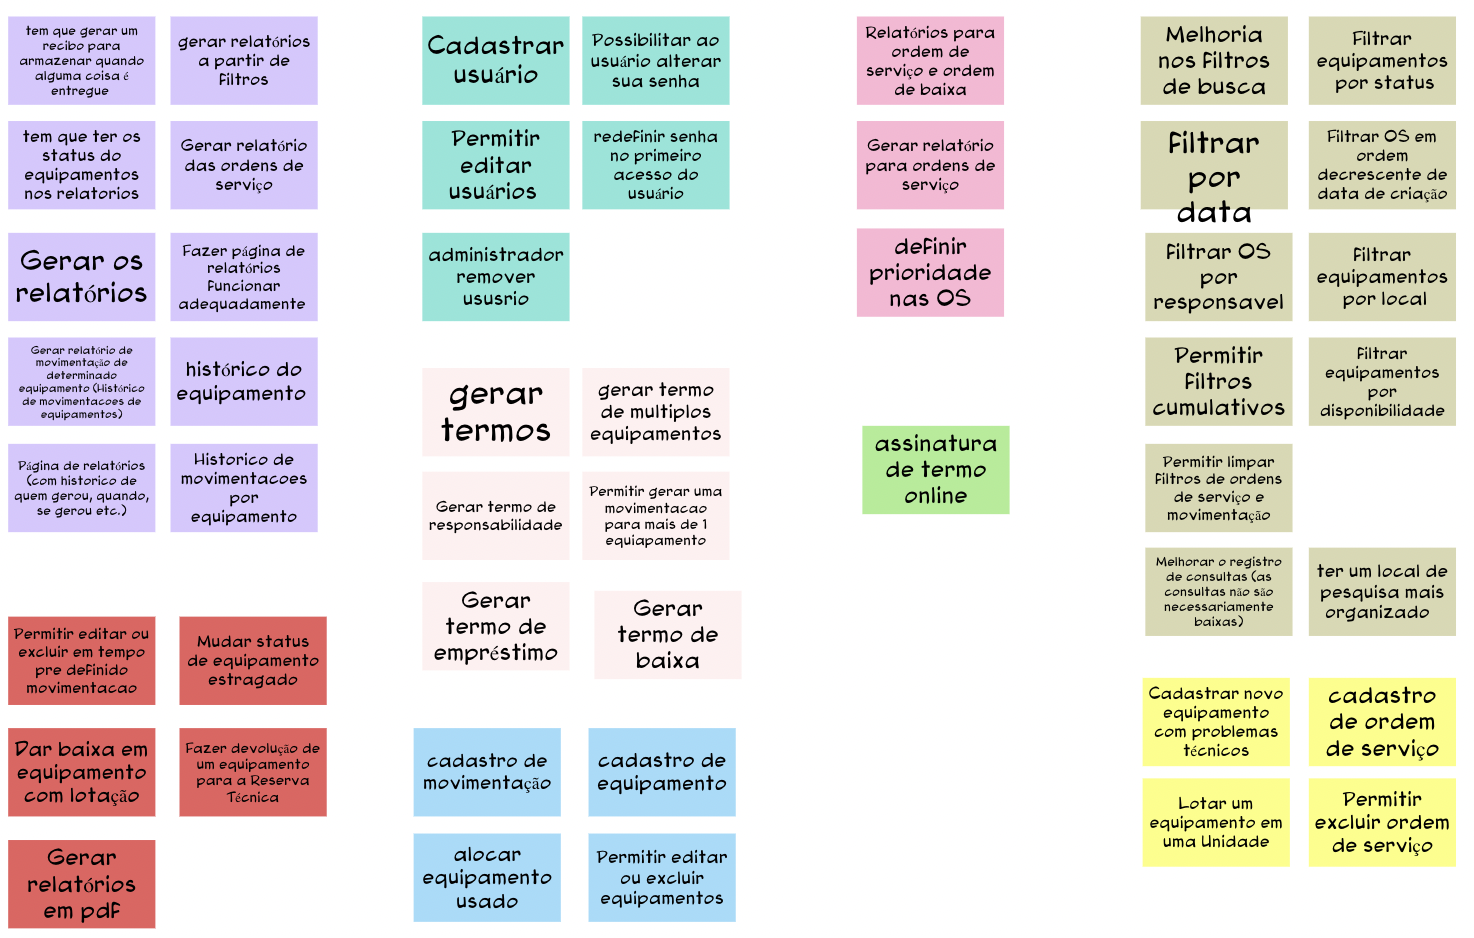 tem que gerar um
recibo para
armazenar quando
alguma coisa é
entregue
gerar relatórios
a partir de
filtros
tem que ter os
status do
equipamentos
nos relatorios
Gerar relatório
das ordens de
serviço
Gerar os
relatórios
Fazer página de
relatórios
funcionar
adequadamente
Gerar relatório de
movimentação de
determinado
equipamento (Histórico
de movimentacoes de
equipamentos)
histórico do
equipamento
Página de relatórios
(com historico de
quem gerou, quando,
se gerou etc.)
Historico de
movimentacoes
por
equipamento
Permitir editar ou
excluir em tempo
pre definido
movimentacao
Mudar status
de equipamento
estragado
Dar baixa em
equipamento
com lotação
Fazer devolução de
um equipamento
para a Reserva
Técnica
Gerar
relatórios
em pdf
Cadastrar
usuário
Possibilitar ao
usuário alterar
sua senha
Permitir
editar
usuários
redefinir senha
no primeiro
acesso do
usuário
administrador
remover
ususrio
gerar
termos
gerar termo
de multiplos
equipamentos
Gerar termo de
responsabilidade
Permitir gerar uma
movimentacao
para mais de 1
equiapamento
Gerar
termo de
empréstimo
Gerar
termo de
baixa
cadastro de
movimentação
cadastro de
equipamento
alocar
equipamento
usado
Permitir editar
ou excluir
equipamentos
Relatórios para
ordem de
serviço e ordem
de baixa
Gerar relatório
para ordens de
serviço
definir
prioridade
nas OS
assinatura
de termo
online
Melhoria
nos filtros
de busca
Filtrar
equipamentos
por status
Filtrar
por
data
Filtrar OS em
ordem
decrescente de
data de criação
Filtrar OS
por
responsavel
Filtrar
equipamentos
por local
Permitir
filtros
cumulativos
Filtrar
equipamentos
por
disponibilidade
Permitir limpar
filtros de ordens
de serviço e
movimentação
Melhorar o registro
de consultas (as
consultas não são
necessariamente
baixas)
ter um local de
pesquisa mais
organizado
Cadastrar novo
equipamento
com problemas
técnicos
cadastro
de ordem
de serviço
Lotar um
equipamento em
uma Unidade
Permitir
excluir ordem
de serviço